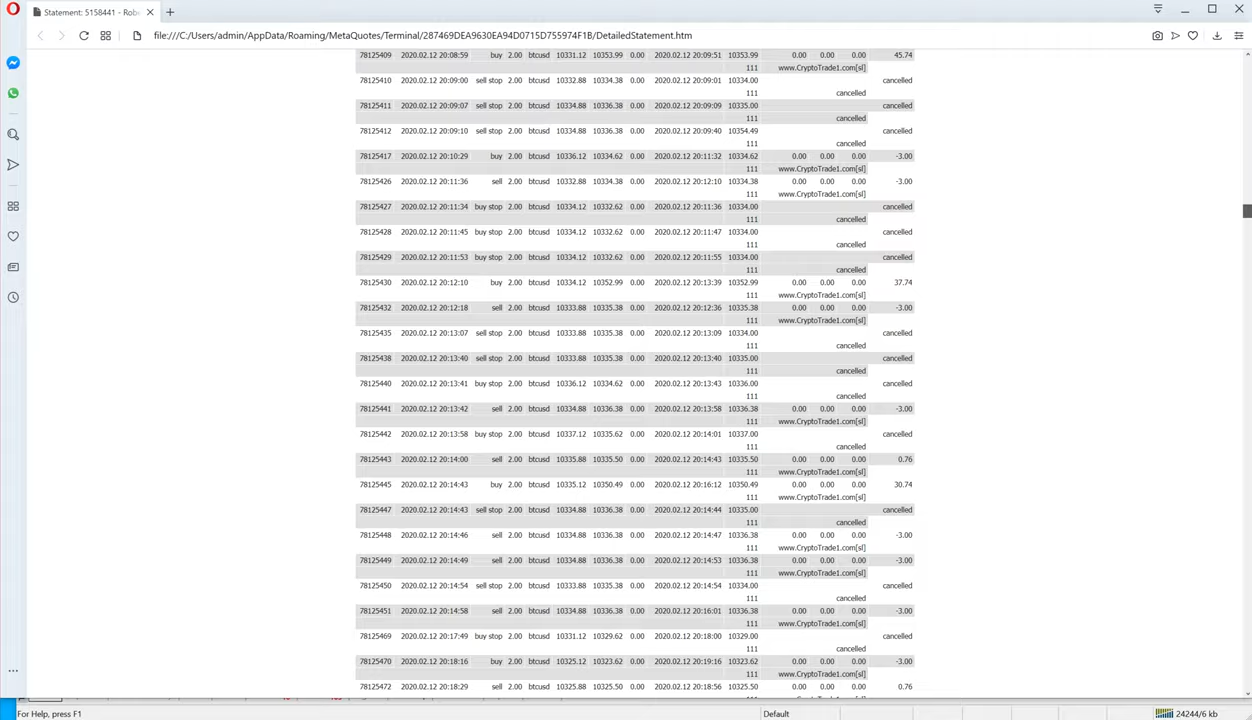 Statement: 5158441 - Rob
file:///C:/Users/admin/AppData/Roaming/MetaQuotes/Terminal/287469DEA9630EA94D0715D755974F1B/DetailedStatement.htm
78125409 2020.02.12 20:08:59 buy 2.00 btcusd 10331.12 10353.99 0.00 2020.02.12 20:09:51 10353.99 0.00 0.00 0.00 45.74
111 www.CryptoTrade1.com[sl]
78125410 2020.02.12 20:09:00 sell stop 2.00 btcusd 10332.88 10334.38 0.00 2020.02.12 20:09:01 10334.00 cancelled
111 cancelled
78125411 2020.02.12 20:09:07 sell stop 2.00 btcusd 10334.88 10336.38 0.00 2020.02.12 20:09:09 10335.00 cancelled
111 cancelled
78125412 2020.02.12 20:09:10 sell stop 2.00 btcusd 10334.88 10336.38 0.00 2020.02.12 20:09:40 10354.49 cancelled
111 cancelled
78125417 2020.02.12 20:10:29 buy 2.00 btcusd 10336.12 10334.62 0.00 2020.02.12 20:11:32 10334.62 0.00 0.00 0.00 -3.00
111 www.CryptoTrade1.com[sl]
78125426 2020.02.12 20:11:36 sell 2.00 btcusd 10332.88 10334.38 0.00 2020.02.12 20:12:10 10334.38 0.00 0.00 0.00 -3.00
111 www.CryptoTrade1.com[sl]
78125427 2020.02.12 20:11:34 buy stop 2.00 btcusd 10334.12 10332.62 0.00 2020.02.12 20:11:36 10334.00 cancelled
111 cancelled
78125428 2020.02.12 20:11:45 buy stop 2.00 btcusd 10334.12 10332.62 0.00 2020.02.12 20:11:47 10334.00 cancelled
111 cancelled
78125429 2020.02.12 20:11:53 buy stop 2.00 btcusd 10334.12 10332.62 0.00 2020.02.12 20:11:55 10334.00 cancelled
111 cancelled
78125430 2020.02.12 20:12:10 buy 2.00 btcusd 10334.12 10352.99 0.00 2020.02.12 20:13:39 10352.99 0.00 0.00 0.00 37.74
111 www.CryptoTrade1.com[sl]
78125432 2020.02.12 20:12:18 sell 2.00 btcusd 10333.88 10335.38 0.00 2020.02.12 20:12:36 10335.38 0.00 0.00 0.00 -3.00
111 www.CryptoTrade1.com[sl]
78125435 2020.02.12 20:13:07 sell stop 2.00 btcusd 10333.88 10335.38 0.00 2020.02.12 20:13:09 10334.00 cancelled
111 cancelled
78125438 2020.02.12 20:13:40 sell stop 2.00 btcusd 10333.88 10335.38 0.00 2020.02.12 20:13:40 10335.00 cancelled
111 cancelled
78125440 2020.02.12 20:13:41 buy stop 2.00 btcusd 10336.12 10334.62 0.00 2020.02.12 20:13:43 10336.00 cancelled
111 cancelled
78125441 2020.02.12 20:13:42 sell 2.00 btcusd 10334.88 10336.38 0.00 2020.02.12 20:13:58 10336.38 0.00 0.00 0.00 -3.00
111 www.CryptoTrade1.com[sl]
78125442 2020.02.12 20:13:58 buy stop 2.00 btcusd 10337.12 10335.62 0.00 2020.02.12 20:14:01 10337.00 cancelled
111 cancelled
78125443 2020.02.12 20:14:00 sell 2.00 btcusd 10335.88 10335.50 0.00 2020.02.12 20:14:43 10335.50 0.00 0.00 0.00 0.76
111 www.CryptoTrade1.com[sl]
78125445 2020.02.12 20:14:43 buy 2.00 btcusd 10335.12 10350.49 0.00 2020.02.12 20:16:12 10350.49 0.00 0.00 0.00 30.74
111 www.CryptoTrade1.com[sl]
78125447 2020.02.12 20:14:43 sell stop 2.00 btcusd 10334.88 10336.38 0.00 2020.02.12 20:14:44 10335.00 cancelled
111 cancelled
78125448 2020.02.12 20:14:46 sell 2.00 btcusd 10334.88 10336.38 0.00 2020.02.12 20:14:47 10336.38 0.00 0.00 0.00 -3.00
111 www.CryptoTrade1.com[sl]
78125449 2020.02.12 20:14:49 sell 2.00 btcusd 10334.88 10336.38 0.00 2020.02.12 20:14:53 10336.38 0.00 0.00 0.00 -3.00
111 www.CryptoTrade1.com[sl]
78125450 2020.02.12 20:14:54 sell stop 2.00 btcusd 10333.88 10335.38 0.00 2020.02.12 20:14:54 10334.00 cancelled
111 cancelled
78125451 2020.02.12 20:14:58 sell 2.00 btcusd 10334.88 10336.38 0.00 2020.02.12 20:16:01 10336.38 0.00 0.00 0.00 -3.00
111 www.CryptoTrade1.com[sl]
78125469 2020.02.12 20:17:49 buy stop 2.00 btcusd 10331.12 10329.62 0.00 2020.02.12 20:18:00 10329.00 cancelled
111 cancelled
78125470 2020.02.12 20:18:16 buy 2.00 btcusd 10325.12 10323.62 0.00 2020.02.12 20:19:16 10323.62 0.00 0.00 0.00 -3.00
111 www.CryptoTrade1.com[sl]
78125472 2020.02.12 20:18:29 sell 2.00 btcusd 10325.88 10325.50 0.00 2020.02.12 20:18:56 10325.50 0.00 0.00 0.00 0.76
For Help, press F1
Default
24244/6 kb